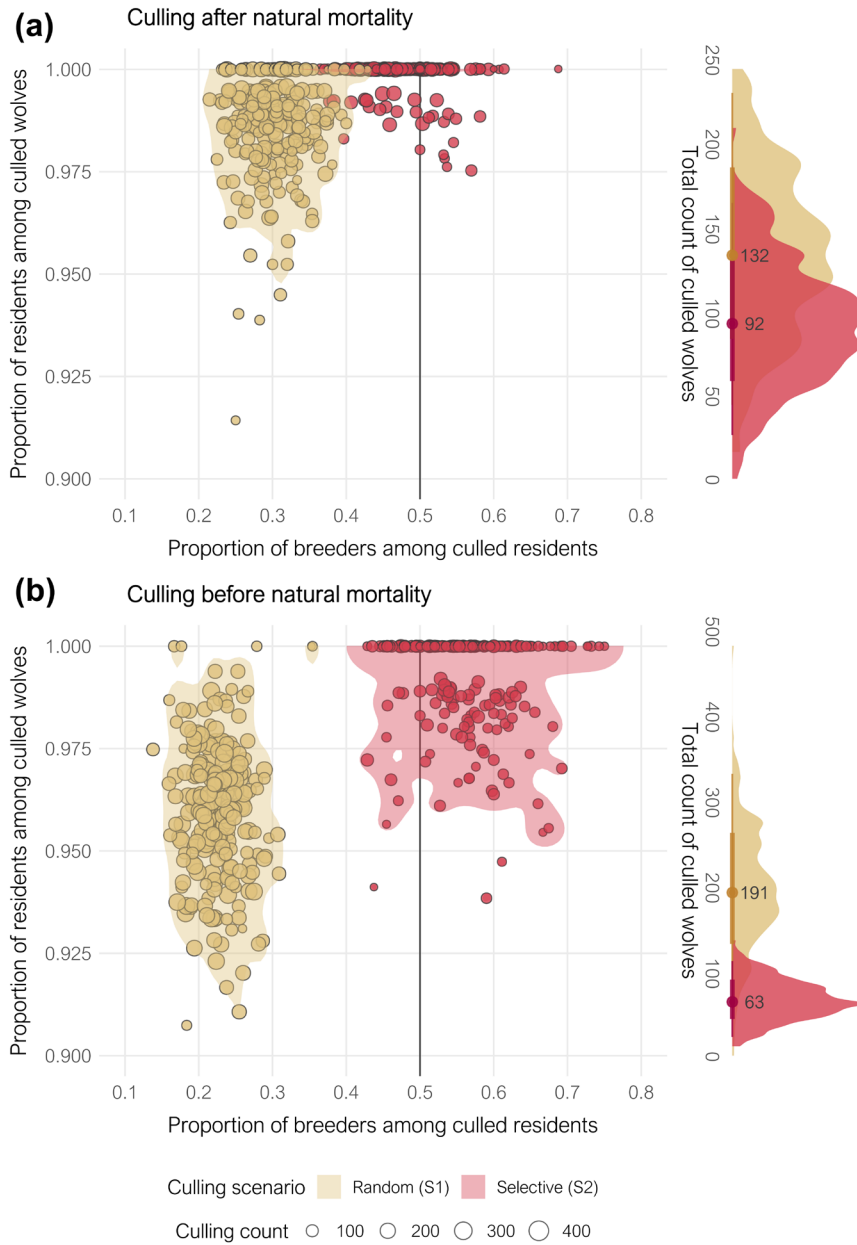 (a)
Culling after natural mortality
Proportion of residents among culled wolves
1.000
0.975
0.950
0.925
0.900
0.1 0.2 0.3 0.4 0.5 0.6 0.7 0.8
Proportion of breeders among culled residents
Total count of culled wolves
250
200
150
100
50
0
132
92
(b)
Culling before natural mortality
Proportion of residents among culled wolves
1.000
0.975
0.950
0.925
0.900
0.1 0.2 0.3 0.4 0.5 0.6 0.7 0.8
Proportion of breeders among culled residents
Total count of culled wolves
500
400
300
200
100
0
191
63
Culling scenario Random (S1) Selective (S2)
Culling count 100 200 300 400